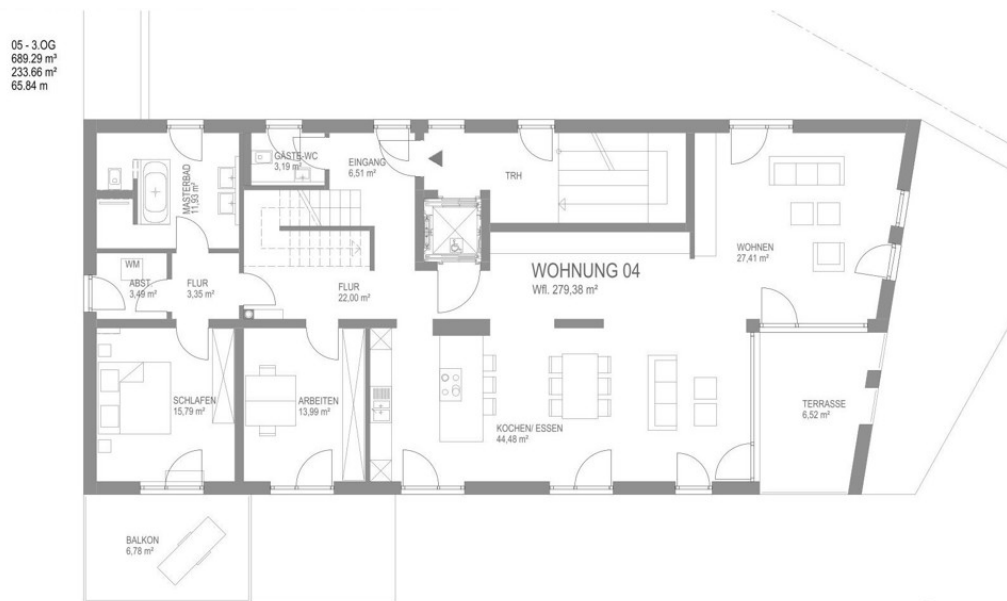 05 - 3.OG
689.29 m³
233.66 m²
65.84 m
MASTERBAD
11,93 m²
GÄSTE-WC
3,19 m²
EINGANG
6,51 m²
TRH
WOHNEN
27,41 m²
WM
ABST.
3,49 m²
FLUR
3,35 m²
FLUR
22,00 m²
WOHNUNG 04
Wfl. 279,38 m²
SCHLAFEN
15,79 m²
ARBEITEN
13,99 m²
KOCHEN/ ESSEN
44,48 m²
TERRASSE
6,52 m²
BALKON
6,78 m²